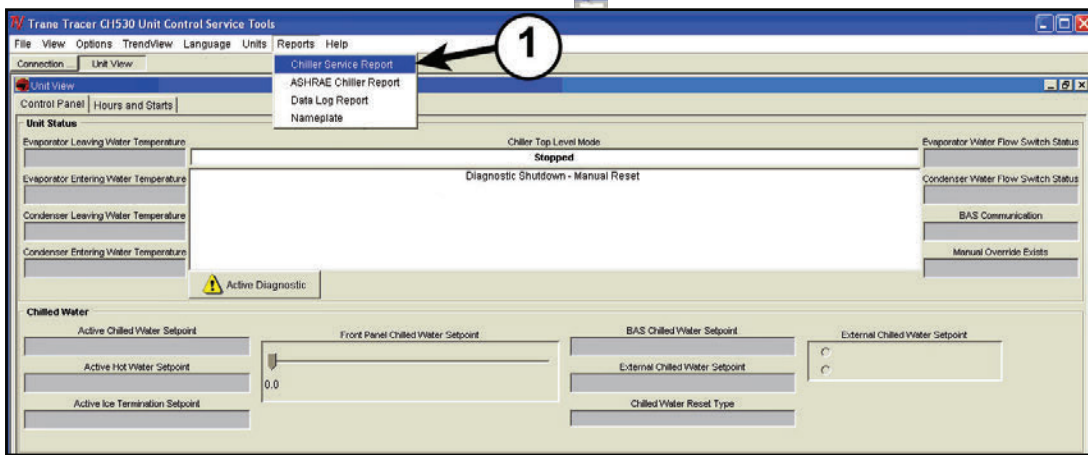 Trane Tracer CH530 Unit Control Service Tools
File View Options TrendView Language Units Reports Help
1
Connection ... Unit View
Chiller Service Report
ASHRAE Chiller Report
Data Log Report
Nameplate
Unit View
Control Panel Hours and Starts
Unit Status
Evaporator Leaving Water Temperature
Chiller Top Level Mode
Evaporator Water Flow Switch Status
Stopped
Evaporator Entering Water Temperature
Diagnostic Shutdown - Manual Reset
Condenser Water Flow Switch Status
Condenser Leaving Water Temperature
BAS Communication
Condenser Entering Water Temperature
Manual Override Exists
Active Diagnostic
Chilled Water
Active Chilled Water Setpoint
Front Panel Chilled Water Setpoint
BAS Chilled Water Setpoint
External Chilled Water Setpoint
Active Hot Water Setpoint
0.0
External Chilled Water Setpoint
Active Ice Termination Setpoint
Chilled Water Reset Type